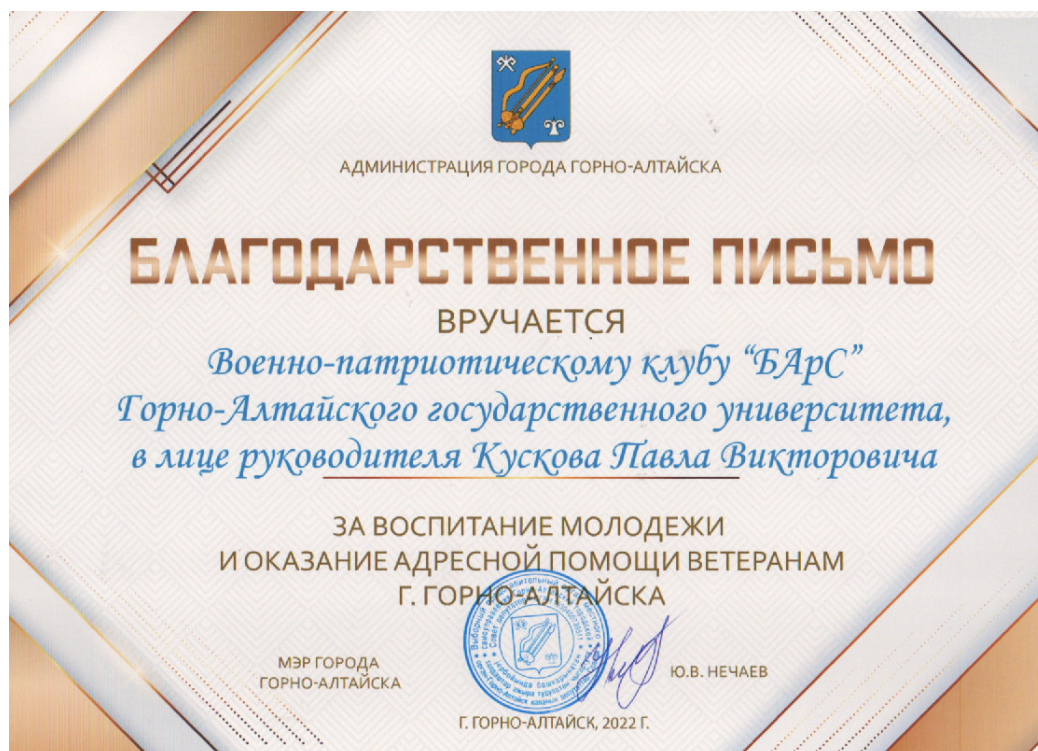 АДМИНИСТРАЦИЯ ГОРОДА ГОРНО-АЛТАЙСКА
БЛАГОДАРСТВЕННОЕ ПИСЬМО
ВРУЧАЕТСЯ
Военно-патриотическому клубу “БАрС”
Горно-Алтайского государственного университета,
в лице руководителя Кускова Павла Викторовича
ЗА ВОСПИТАНИЕ МОЛОДЕЖИ
И ОКАЗАНИЕ АДРЕСНОЙ ПОМОЩИ ВЕТЕРАНАМ
Г. ГОРНО-АЛТАЙСКА
МЭР ГОРОДА
ГОРНО-АЛТАЙСКА
Ю.В. НЕЧАЕВ
Г. ГОРНО-АЛТАЙСК, 2022 Г.